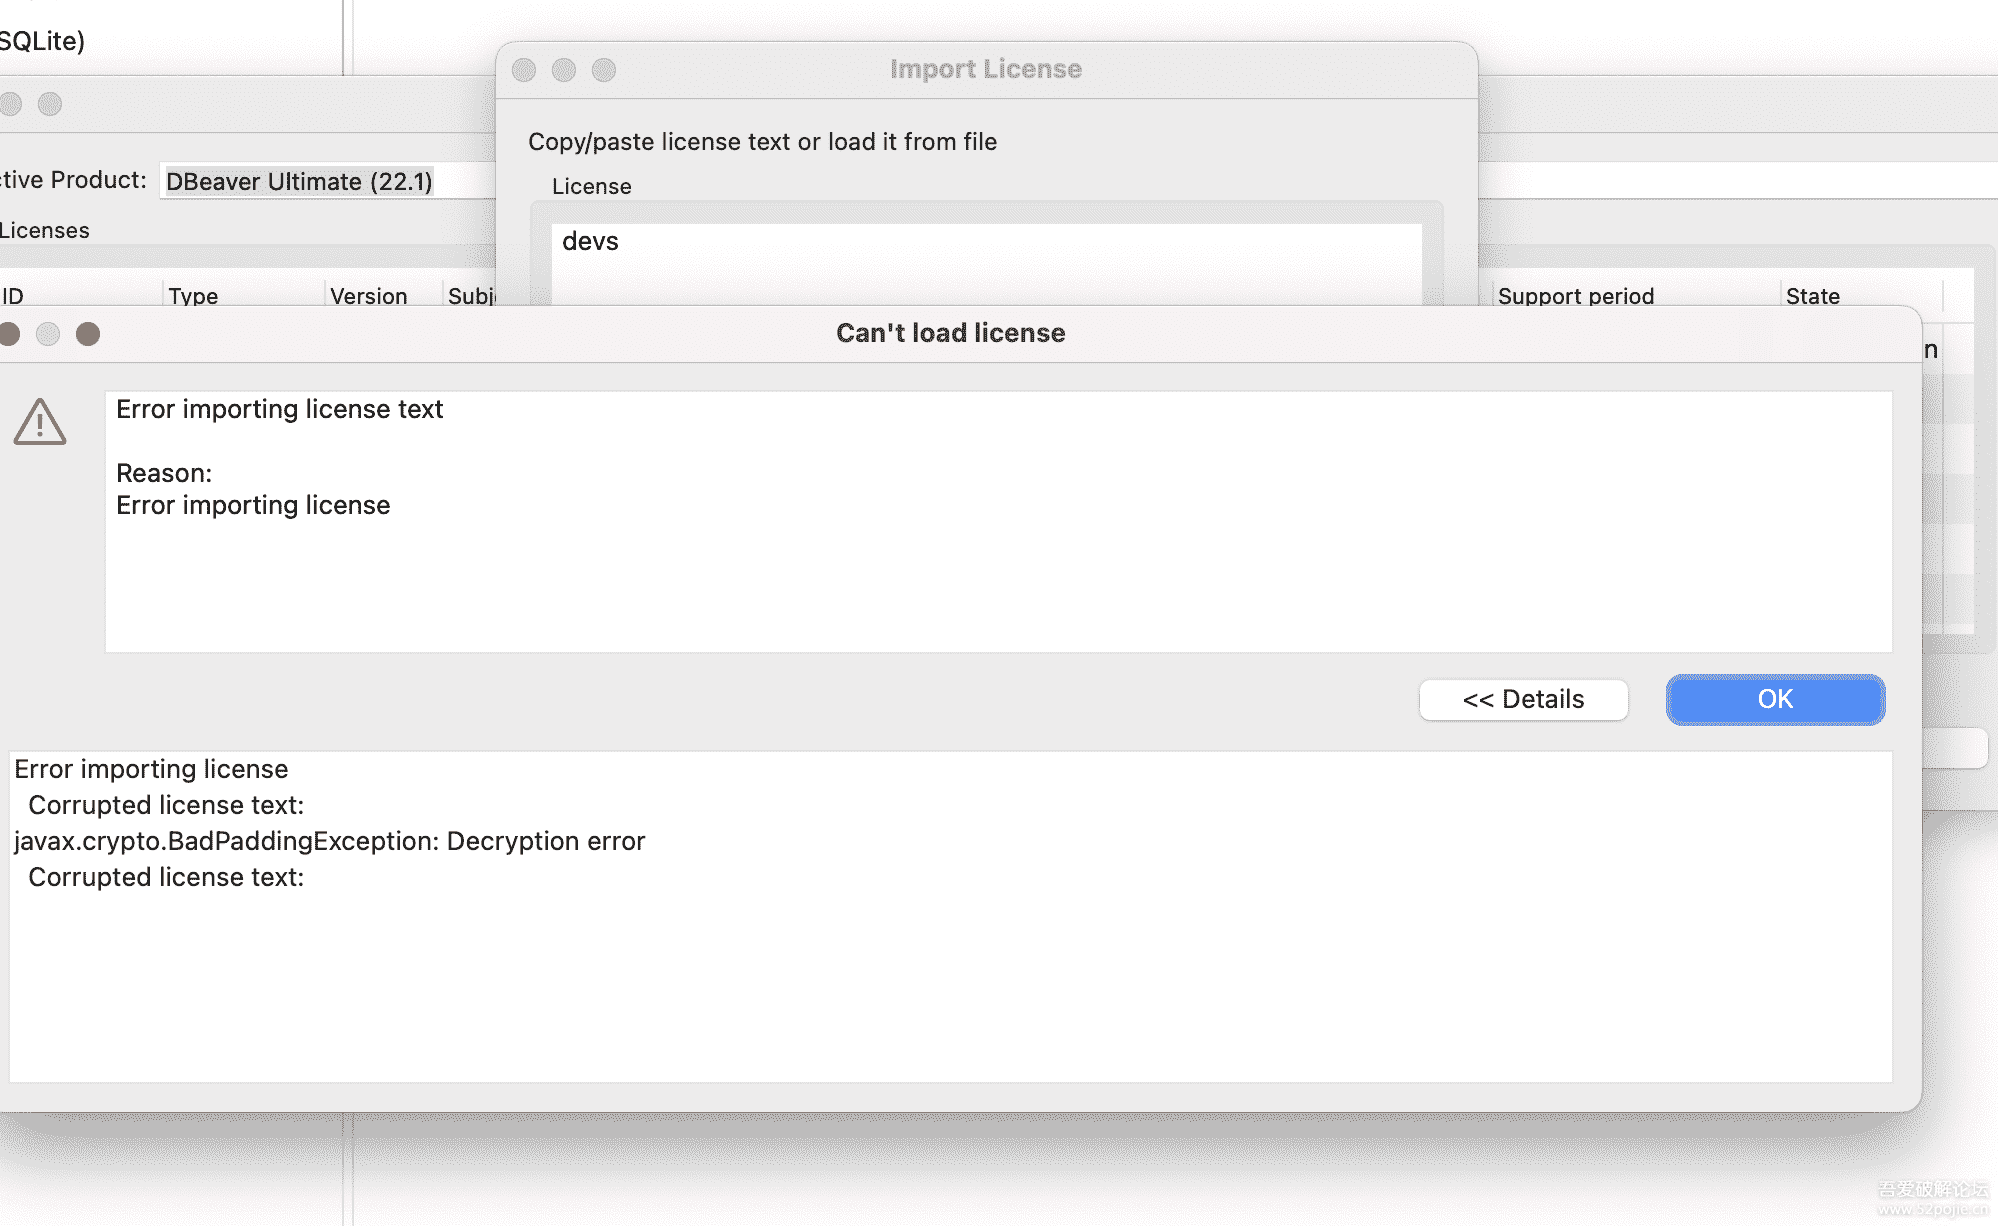 SQLite)
Import License
Copy/paste license text or load it from file
ctive Product: DBeaver Ultimate (22.1)
License
devs
Licenses
ID Type Version Subj Support period State
n
Can't load license
Error importing license text
Reason:
Error importing license
<< Details OK
Error importing license
Corrupted license text:
javax.crypto.BadPaddingException: Decryption error
Corrupted license text:
吾爱破解论坛
www.52pojie.cn